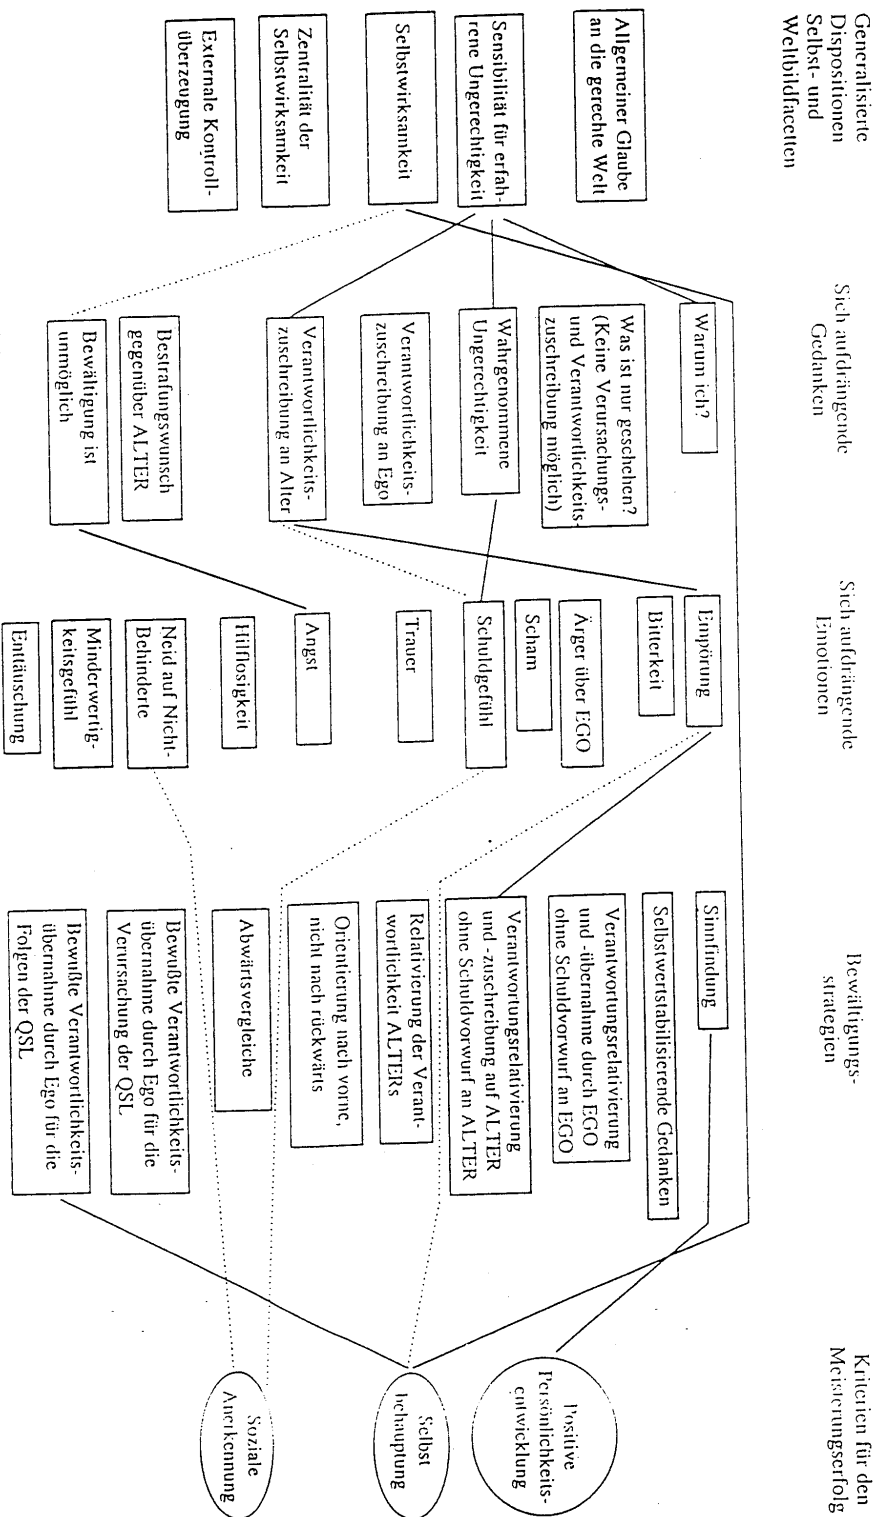 Generalisierte
Dispositionen
Selbst- und
Weltbildfacetten
Allgemeiner Glaube
an die gerechte Welt
Sensibilität für erfah-
rene Ungerechtigkeit
Selbstwirksamkeit
Zentralität der
Selbstwirksamkeit
Externale Kontroll-
überzeugung
Sich aufdrängende
Gedanken
Warum ich?
Was ist nur geschehen?
(Keine Verursachungs-
und Verantwortlichkeits-
zuschreibung möglich)
Wahrgenommene
Ungerechtigkeit
Verantwortlichkeits-
zuschreibung an Ego
Verantwortlichkeits-
zuschreibung an Alter
Bestrafungswunsch
gegenüber ALTER
Bewältigung ist
unmöglich
Sich aufdrängende
Emotionen
Empörung
Bitterkeit
Ärger über EGO
Scham
Schuldgefühl
Trauer
Angst
Hilflosigkeit
Neid auf Nicht-
Behinderte
Minderwertig-
keitsgefühl
Enttäuschung
Bewältigungs-
strategien
Sinnfindung
Selbstwertstabilisierende Gedanken
Verantwortungsrelativierung
und -übernahme durch EGO
ohne Schuldvorwurf an EGO
Verantwortungsrelativierung
und -zuschreibung auf ALTER
ohne Schuldvorwurf an ALTER
Relativierung der Verant-
wortlichkeit ALTERs
Orientierung nach vorne,
nicht nach rückwärts
Abwärtsvergleiche
Bewußte Verantwortlichkeits-
übernahme durch Ego für die
Verursachung der QSL
Bewußte Verantwortlichkeits-
übernahme durch Ego für die
Folgen der QSL
Kriterien für den
Meisterungserfolg
Positive
Persönlichkeits-
entwicklung
Selbst
behauptung
Soziale
Anerkennung